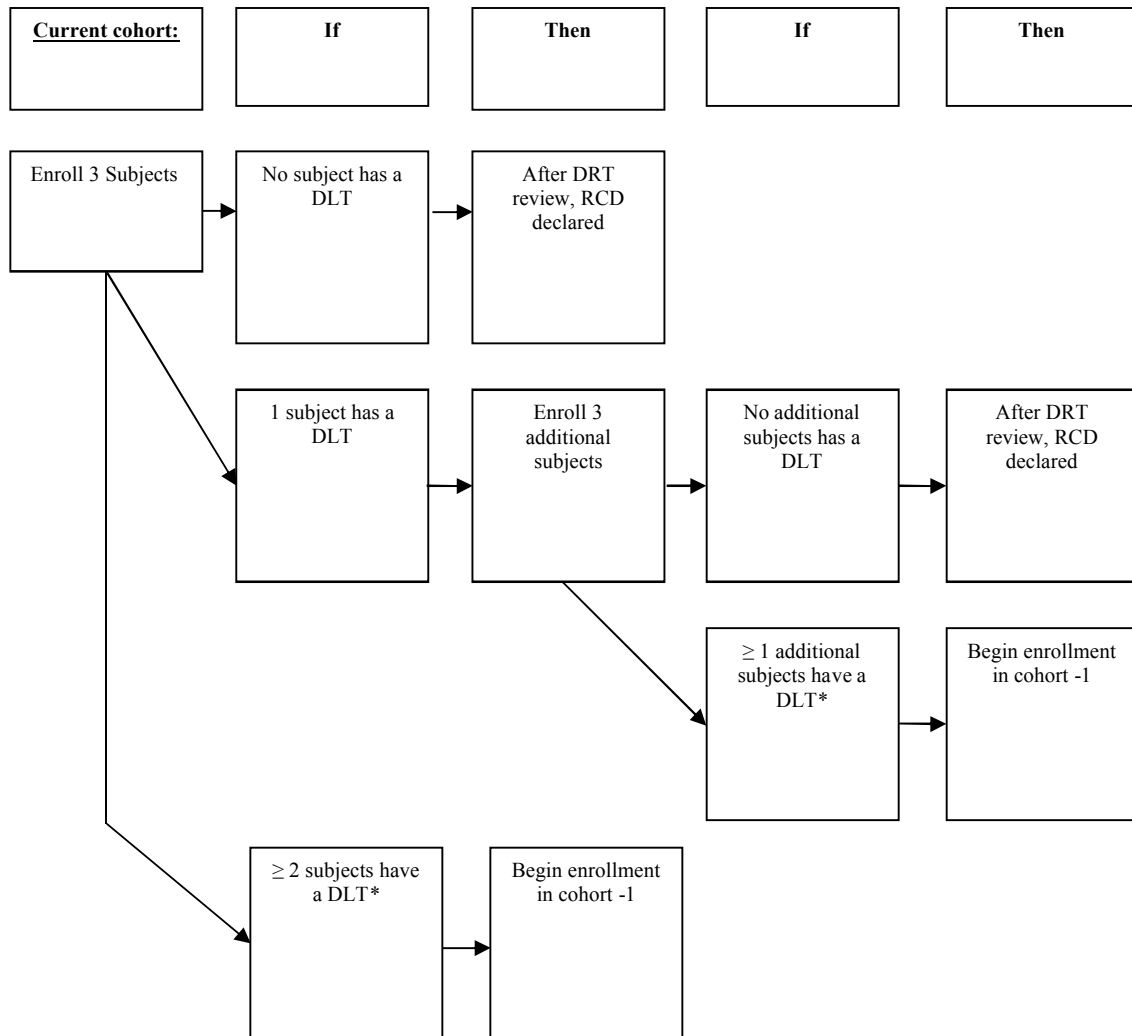 Current cohort:
If
Then
If
Then
Enroll 3 Subjects
No subject has a
DLT
After DRT
review, RCD
declared
1 subject has a
DLT
Enroll 3
additional
subjects
No additional
subjects has a
DLT
After DRT
review, RCD
declared
≥ 1 additional
subjects have a
DLT*
Begin enrollment
in cohort -1
≥ 2 subjects have
a DLT*
Begin enrollment
in cohort -1